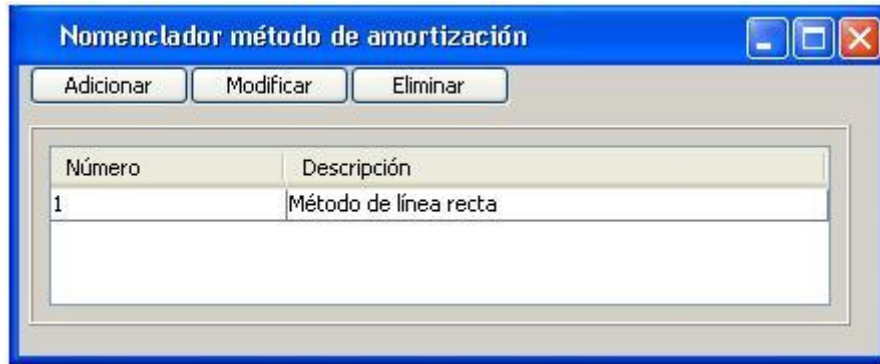 Nomenclador método de amortización
Adicionar Modificar Eliminar
Número Descripción
1 Método de línea recta